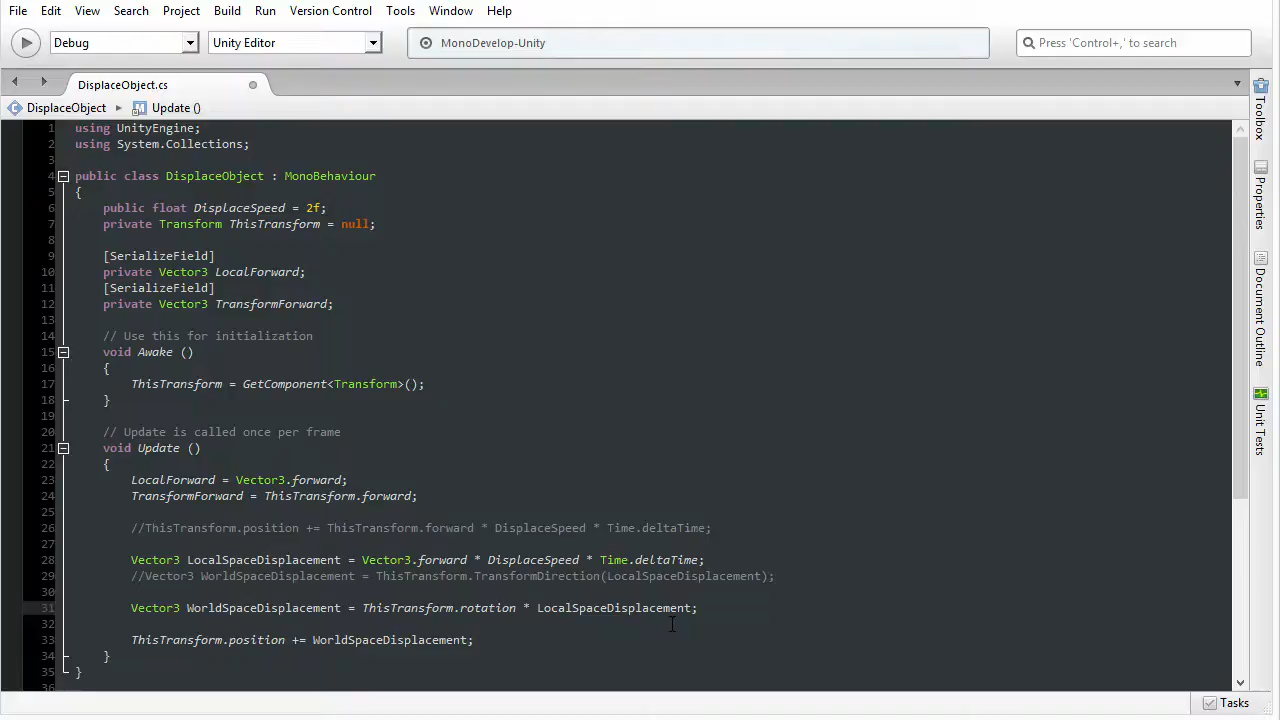 File Edit View Search Project Build Run Version Control Tools Window Help
Debug Unity Editor MonoDevelop-Unity Press 'Control+,' to search
DisplaceObject.cs
DisplaceObject Update ()
1 using UnityEngine;
2 using System.Collections;
3
4 public class DisplaceObject : MonoBehaviour
5 {
6 public float DisplaceSpeed = 2f;
7 private Transform ThisTransform = null;
8
9 [SerializeField]
10 private Vector3 LocalForward;
11 [SerializeField]
12 private Vector3 TransformForward;
13
14 // Use this for initialization
15 void Awake ()
16 {
17 ThisTransform = GetComponent<Transform>();
18 }
19
20 // Update is called once per frame
21 void Update ()
22 {
23 LocalForward = Vector3.forward;
24 TransformForward = ThisTransform.forward;
25
26 //ThisTransform.position += ThisTransform.forward * DisplaceSpeed * Time.deltaTime;
27
28 Vector3 LocalSpaceDisplacement = Vector3.forward * DisplaceSpeed * Time.deltaTime;
29 //Vector3 WorldSpaceDisplacement = ThisTransform.TransformDirection(LocalSpaceDisplacement);
30
31 Vector3 WorldSpaceDisplacement = ThisTransform.rotation * LocalSpaceDisplacement;
32
33 ThisTransform.position += WorldSpaceDisplacement;
34 }
35 }
36
Toolbox
Properties
Document Outline
Unit Tests
Tasks